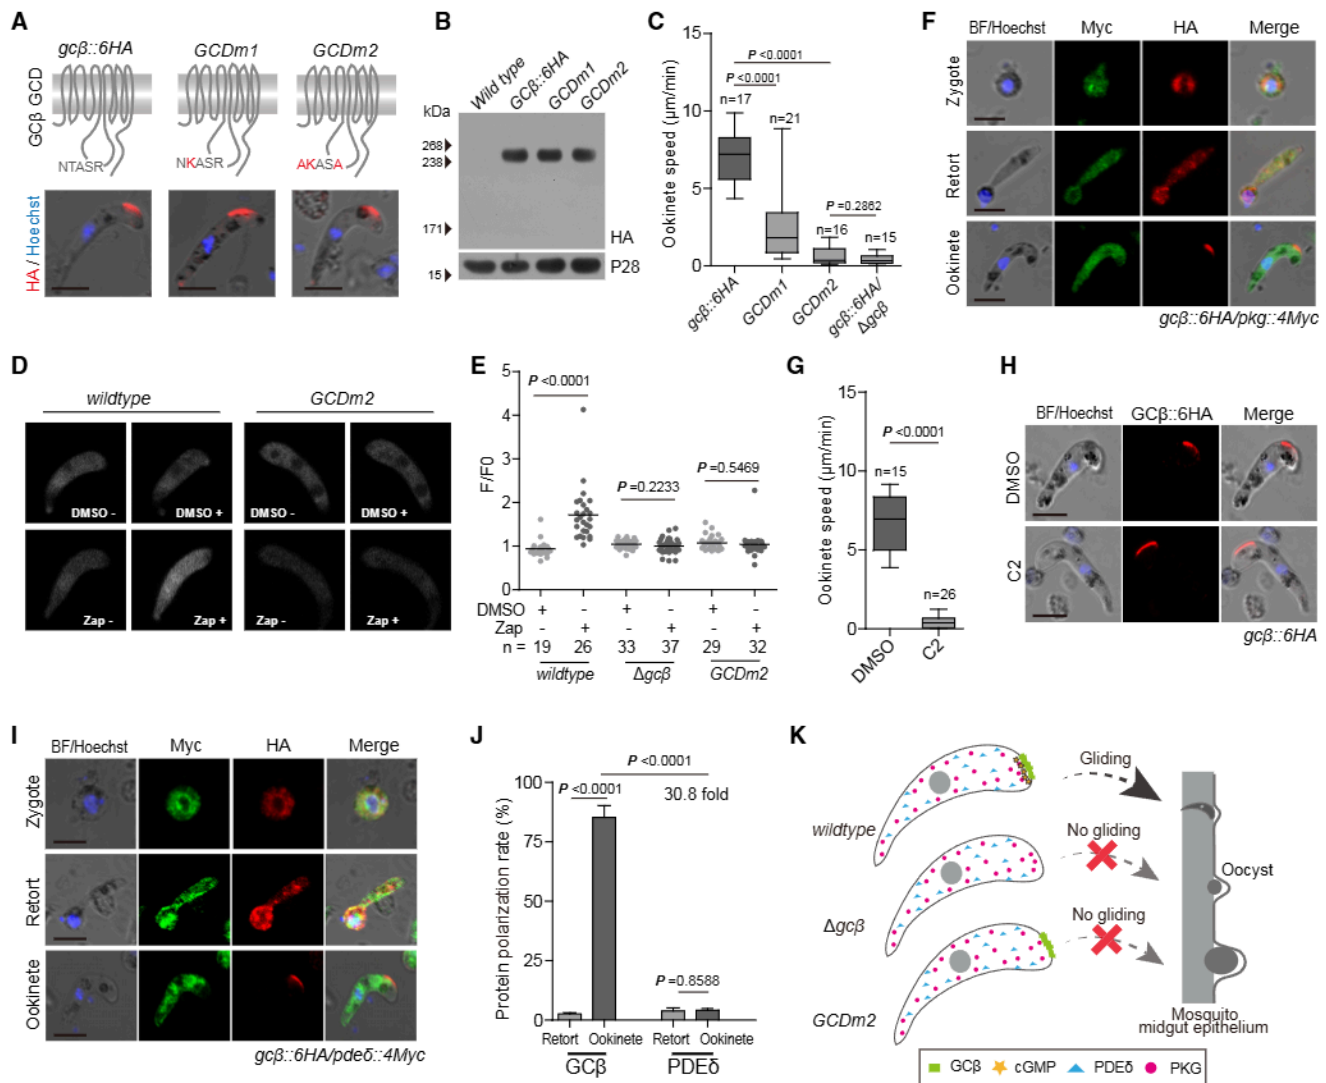 A
gcβ::6HA
GCDm1
GCDm2
GCβ GCD
NTASR
NKASR
AKASA
HA / Hoechst
B
Wild type
GCβ::6HA
GCDm1
GCDm2
kDa
268
238
171
15
HA
P28
C
Ookinete speed (μm/min)
15
10
5
0
P <0.0001
P <0.0001
n=17
n=21
P =0.2862
n=16
n=15
gcβ::6HA
GCDm1
GCDm2
gcβ::6HA/
Δgcβ
F
BF/Hoechst
Myc
HA
Merge
Zygote
Retort
Ookinete
gcβ::6HA/pkg::4Myc
D
wildtype
GCDm2
DMSO -
DMSO +
DMSO -
DMSO +
Zap -
Zap +
Zap -
Zap +
E
F/F0
5
4
3
2
1
0
P <0.0001
P =0.2233
P =0.5469
DMSO + - + - + -
Zap - + - + - +
n = 19 26 33 37 29 32
wildtype
Δgcβ
GCDm2
G
Ookinete speed (μm/min)
15
10
5
0
P <0.0001
n=15
n=26
DMSO
C2
H
BF/Hoechst
GCβ::6HA
Merge
DMSO
C2
gcβ::6HA
I
BF/Hoechst
Myc
HA
Merge
Zygote
Retort
Ookinete
gcβ::6HA/pdeδ::4Myc
J
Protein polarization rate (%)
100
75
50
25
0
P <0.0001
P <0.0001
30.8 fold
P =0.8588
Retort
Ookinete
Retort
Ookinete
GCβ
PDEδ
K
wildtype
Δgcβ
GCDm2
Gliding
No gliding
No gliding
Oocyst
Mosquito
midgut epithelium
GCβ
cGMP
PDEδ
PKG